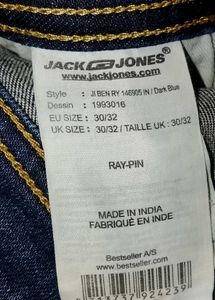 JACK & JONES®
www.jackjones.com
Style : JI BEN RY 146905 IN / Dark Blue
Dessin : 1993016
EU SIZE : 30/32
UK SIZE : 30/32 / TAILLE UK : 30/32
RAY-PIN
MADE IN INDIA
FABRIQUÉ EN INDE
Bestseller A/S
www.bestseller.com